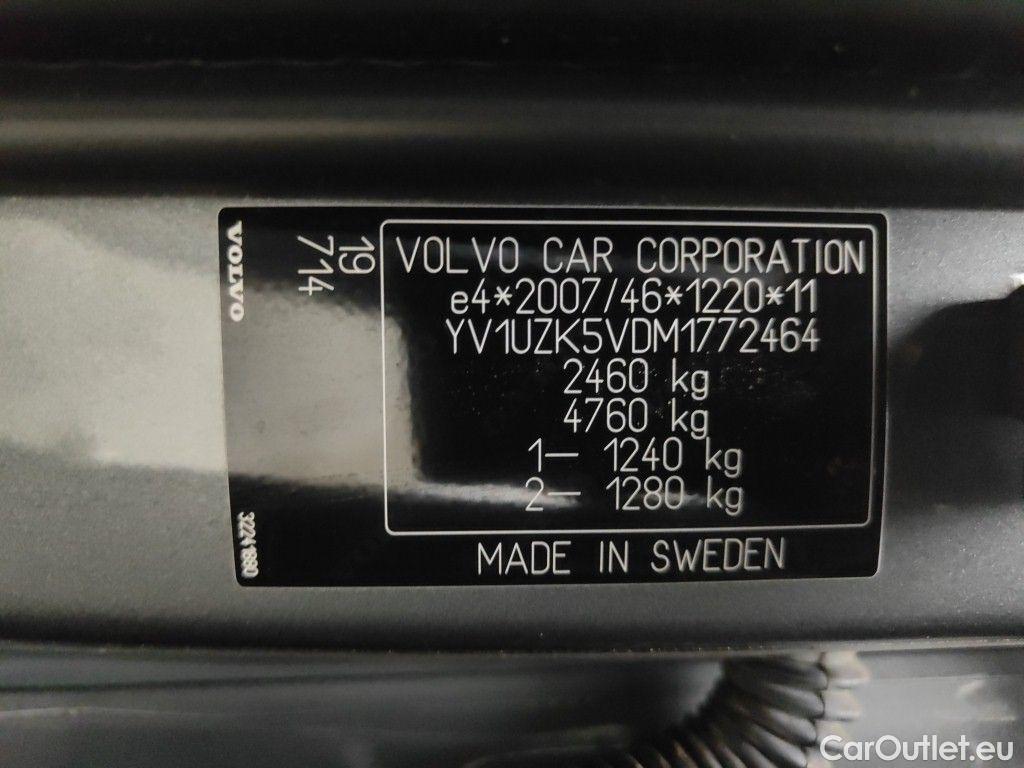 VOLVO
19
714
VOLVO CAR CORPORATION
e4*2007/46*1220*11
YV1UZK5VDM1772464
2460 kg
4760 kg
1— 1240 kg
2— 1280 kg
MADE IN SWEDEN
32241880
CarOutlet.eu